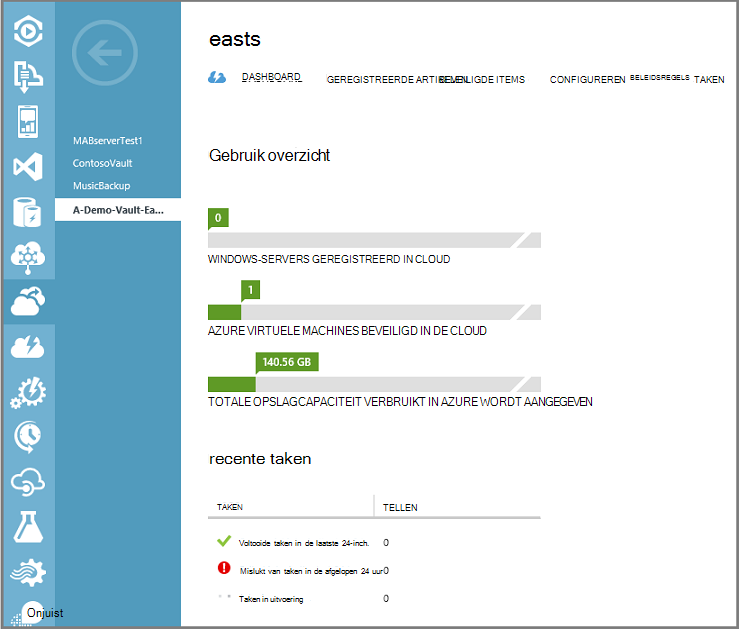 easts
DASHBOARD GEREGISTREERDE ARTIKELEN BEVEILIGDE ITEMS CONFIGUREREN BELEIDSREGELS TAKEN
MABserverTest1
ContosoVault
MusicBackup
A-Demo-Vault-Ea...
Gebruik overzicht
0
WINDOWS-SERVERS GEREGISTREERD IN CLOUD
1
AZURE VIRTUELE MACHINES BEVEILIGD IN DE CLOUD
140.56 GB
TOTALE OPSLAGCAPACITEIT VERBRUIKT IN AZURE WORDT AANGEGEVEN
recente taken
TAKEN TELLEN
Voltooide taken in de laatste 24-inch. 0
Mislukt van taken in de afgelopen 24 uur 0
Taken in uitvoering 0
Onjuist